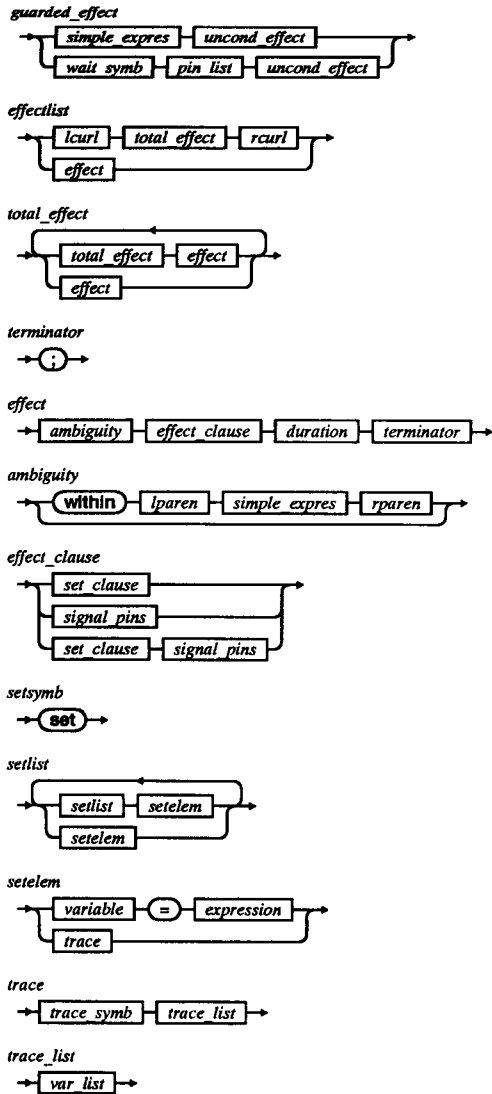 guarded_effect
simple_expres uncond_effect
wait_symb pin_list uncond_effect
effectlist
lcurl total_effect rcurl
effect
total_effect
total_effect effect
effect
terminator
;
effect
ambiguity effect_clause duration terminator
ambiguity
within lparen simple_expres rparen
effect_clause
set_clause
signal_pins
set_clause signal_pins
setsymb
set
setlist
setlist setelem
setelem
setelem
variable = expression
trace
trace
trace_symb trace_list
trace_list
var_list